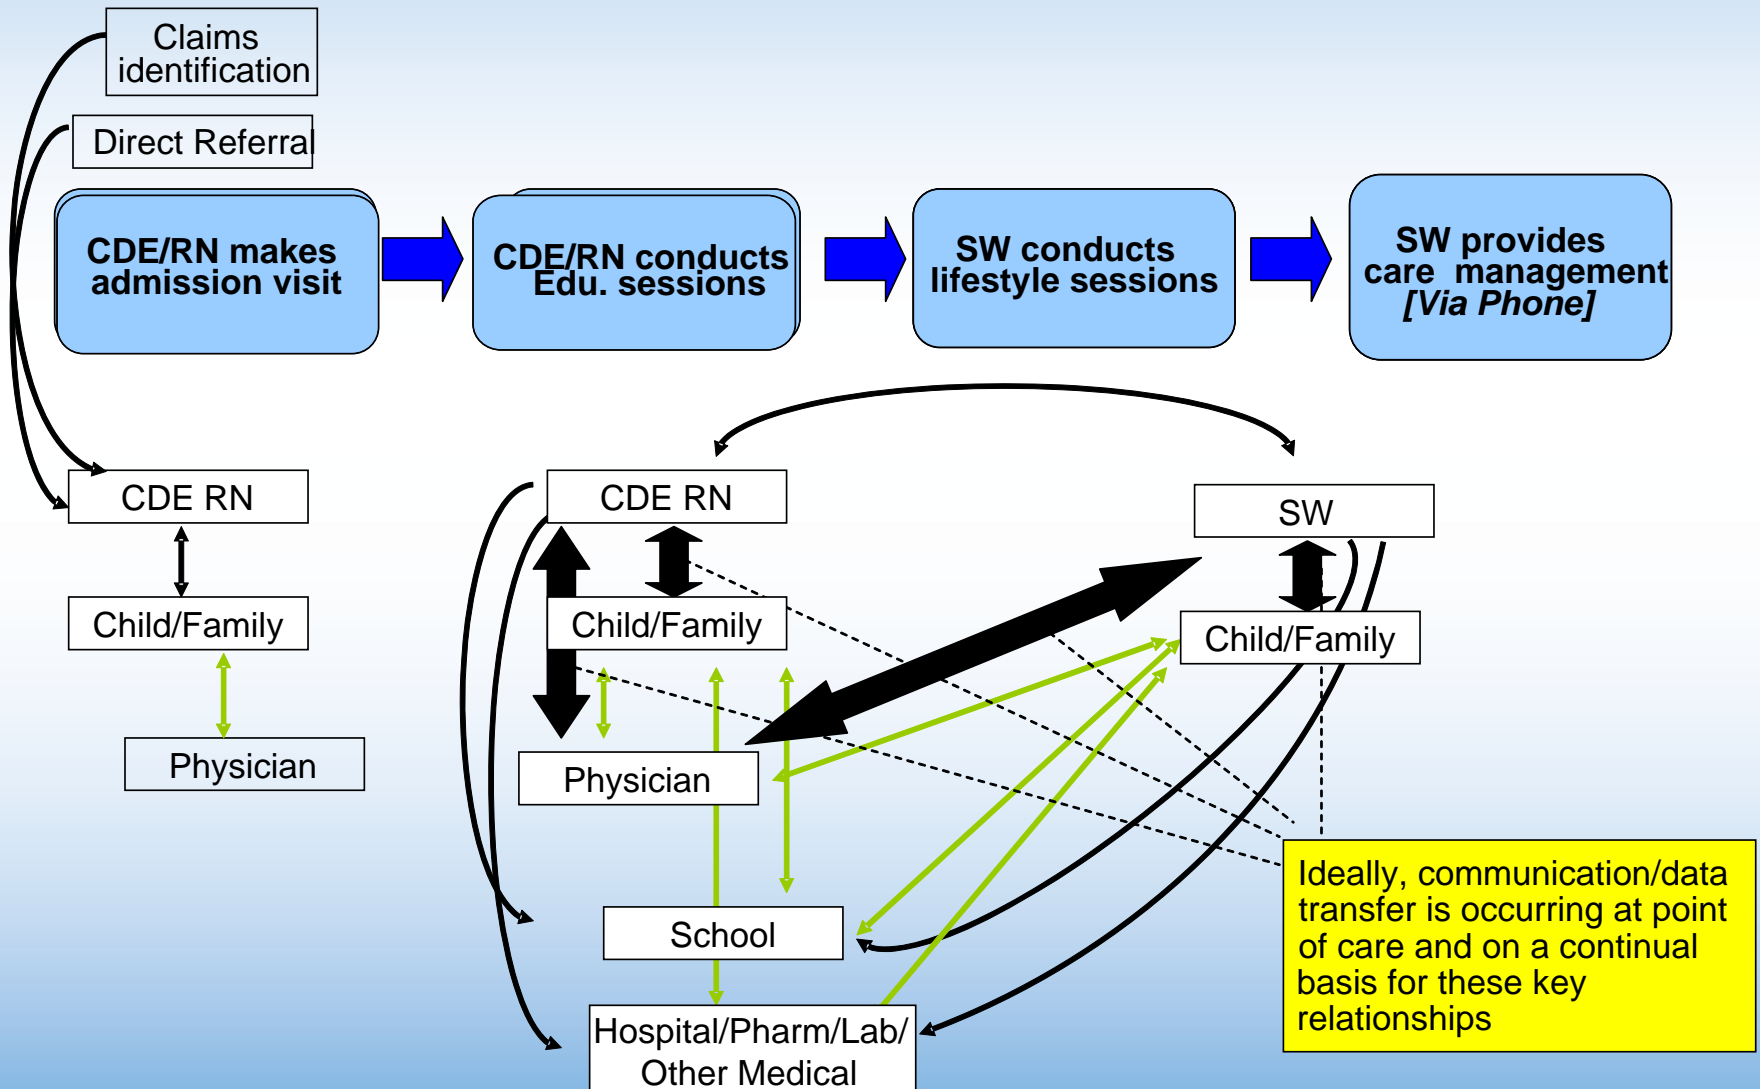 Claims
identification
Direct Referral
CDE/RN makes
admission visit
CDE/RN conducts
Edu. sessions
SW conducts
lifestyle sessions
SW provides
care management
[Via Phone]
CDE RN
Child/Family
Physician
CDE RN
Child/Family
Physician
School
Hospital/Pharm/Lab/
Other Medical
SW
Child/Family
Ideally, communication/data
transfer is occurring at point
of care and on a continual
basis for these key
relationships